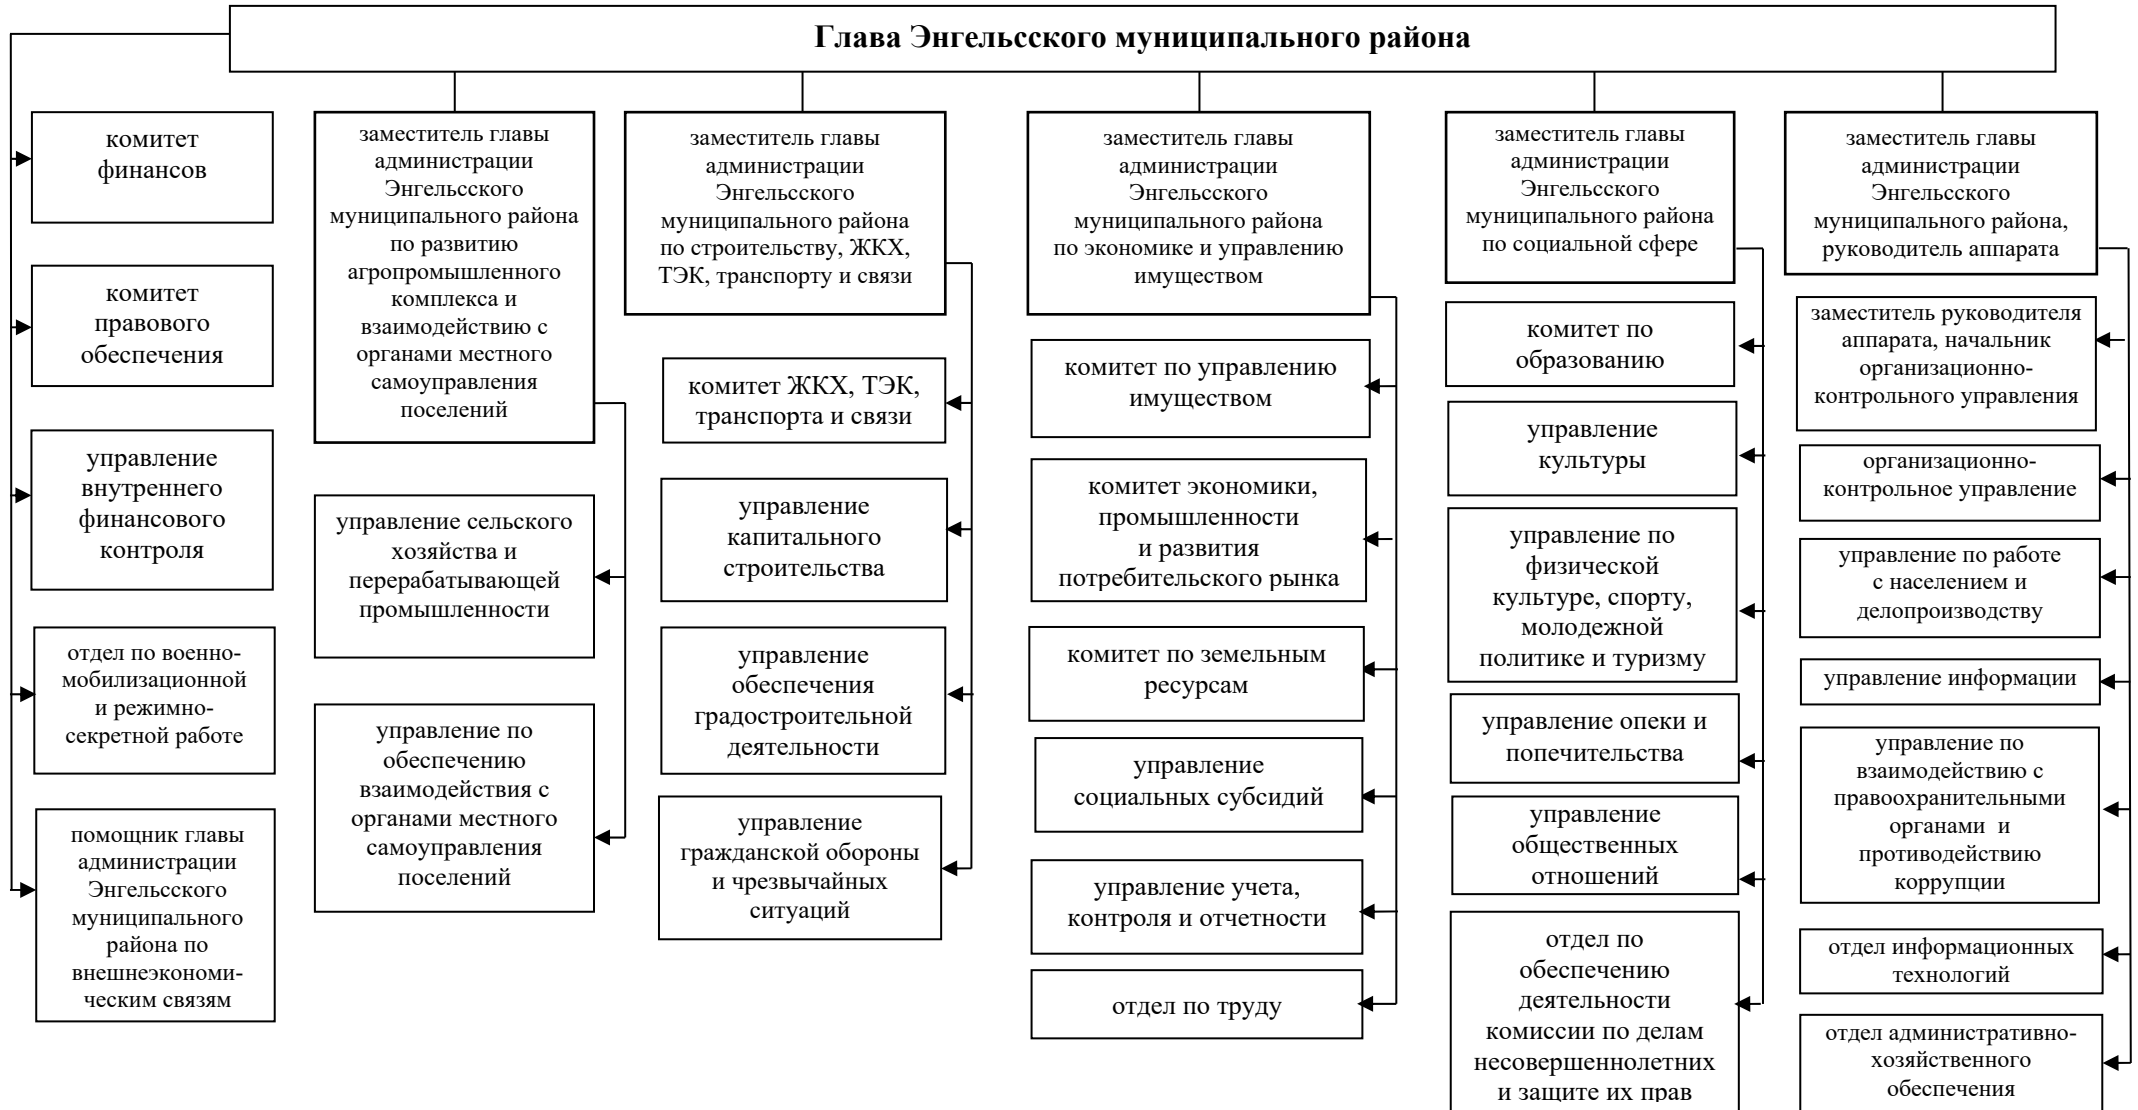 Глава Энгельсского муниципального района
комитет
финансов
комитет
правового
обеспечения
управление
внутреннего
финансового
контроля
отдел по военно-
мобилизационной
и режимно-
секретной работе
помощник главы
администрации
Энгельсского
муниципального
района по
внешнеэкономи-
ческим связям
заместитель главы
администрации
Энгельсского
муниципального района
по развитию
агропромышленного
комплекса и
взаимодействию с
органами местного
самоуправления
поселений
управление сельского
хозяйства и
перерабатывающей
промышленности
управление по
обеспечению
взаимодействия с
органами местного
самоуправления
поселений
заместитель главы
администрации
Энгельсского
муниципального района
по строительству, ЖКХ,
ТЭК, транспорту и связи
комитет ЖКХ, ТЭК,
транспорта и связи
управление
капитального
строительства
управление
обеспечения
градостроительной
деятельности
управление
гражданской обороны
и чрезвычайных
ситуаций
заместитель главы
администрации
Энгельсского
муниципального района
по экономике и управлению
имуществом
комитет по управлению
имуществом
комитет экономики,
промышленности
и развития
потребительского рынка
комитет по земельным
ресурсам
управление
социальных субсидий
управление учета,
контроля и отчетности
отдел по труду
заместитель главы
администрации
Энгельсского
муниципального района
по социальной сфере
комитет по
образованию
управление
культуры
управление по
физической
культуре, спорту,
молодежной
политике и туризму
управление опеки и
попечительства
управление
общественных
отношений
отдел по
обеспечению
деятельности
комиссии по делам
несовершеннолетних
и защите их прав
заместитель главы
администрации
Энгельсского
муниципального района,
руководитель аппарата
заместитель руководителя
аппарата, начальник
организационно-
контрольного управления
организационно-
контрольное управление
управление по работе
с населением и
делопроизводству
управление информации
управление по
взаимодействию с
правоохранительными
органами и
противодействию
коррупции
отдел информационных
технологий
отдел административно-
хозяйственного
обеспечения